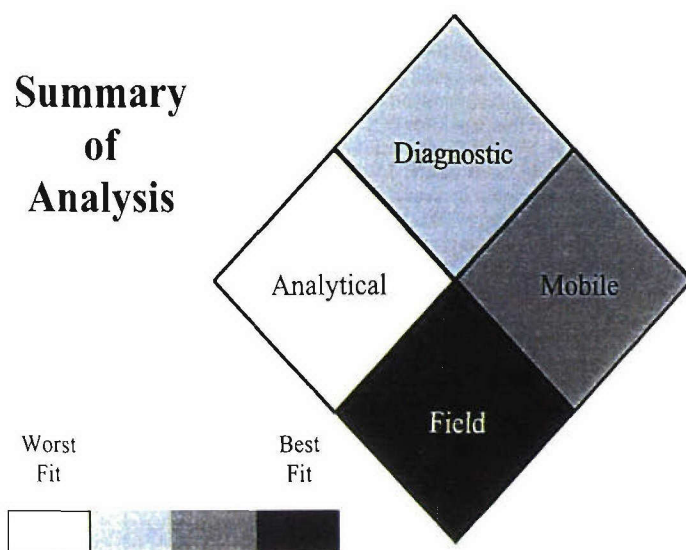 Summary
of
Analysis
Diagnostic
Analytical
Mobile
Field
Worst
Fit
Best
Fit